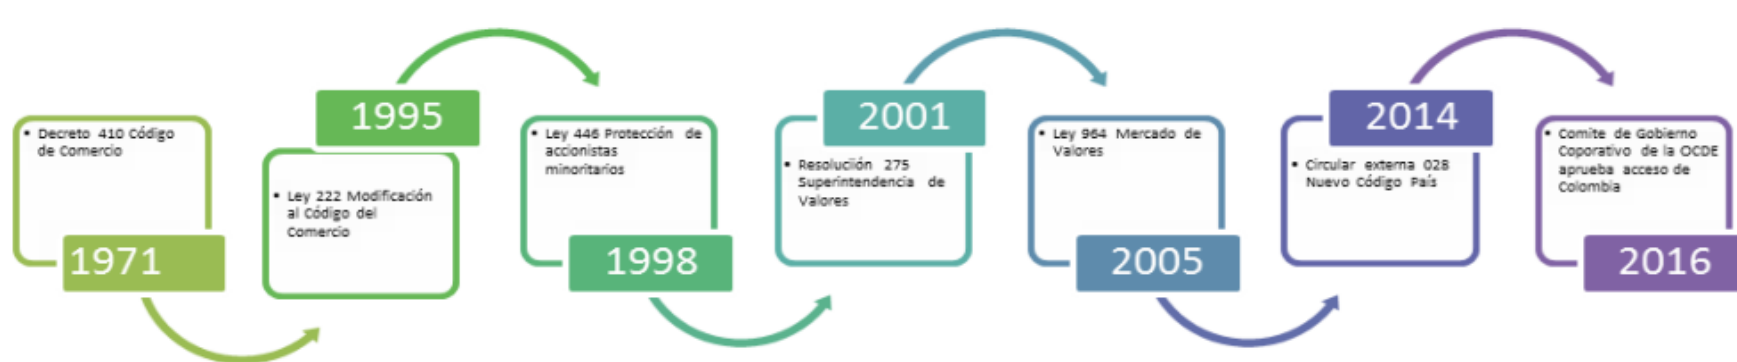 • Decreto 410 Código
de Comercio
1971
1995
• Ley 222 Modificación
al Código del
Comercio
• Ley 446 Protección de
accionistas
minoritarios
1998
2001
• Resolución 275
Superintendencia de
Valores
• Ley 964 Mercado de
Valores
2005
2014
• Circular externa 028
Nuevo Código País
• Comite de Gobierno
Coporativo de la OCDE
aprueba acceso de
Colombia
2016